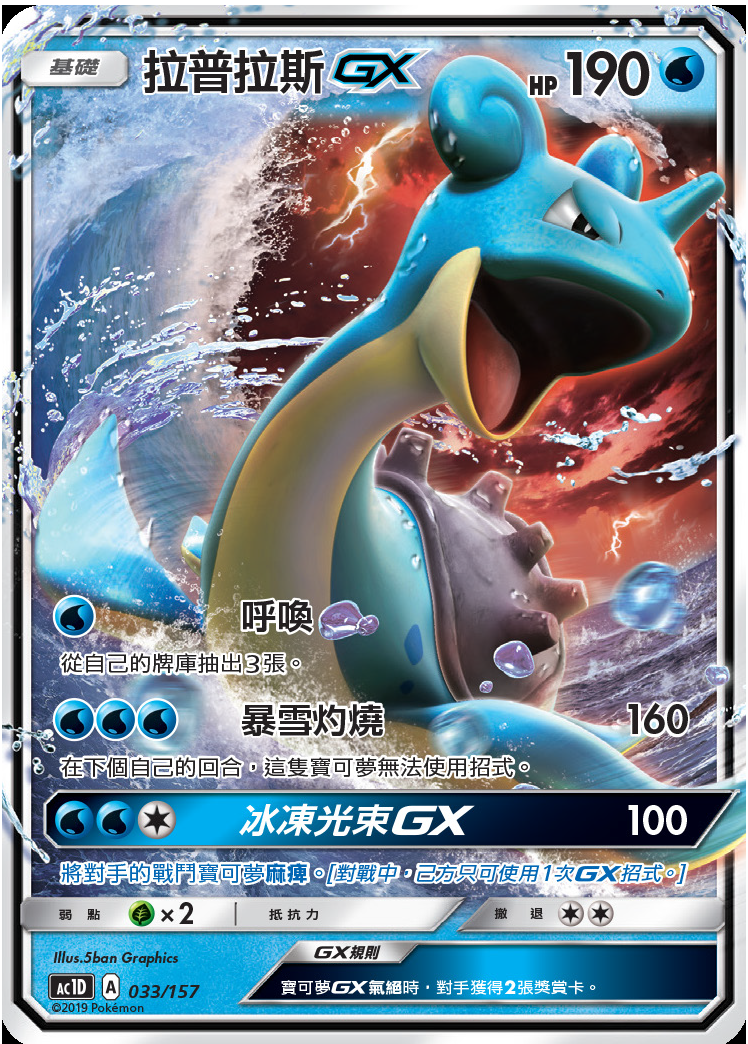 基礎 拉普拉斯GX HP 190
呼喚
從自己的牌庫抽出3張。
暴雪灼燒 160
在下個自己的回合，這隻寶可夢無法使用招式。
冰凍光束GX 100
將對手的戰鬥寶可夢麻痺。[對戰中，己方只可使用1次GX招式。]
弱點 ×2 抵抗力 撤退
Illus.5ban Graphics
GX規則
AC1D A 033/157
寶可夢GX氣絕時，對手獲得2張獎賞卡。
©2019 Pokémon